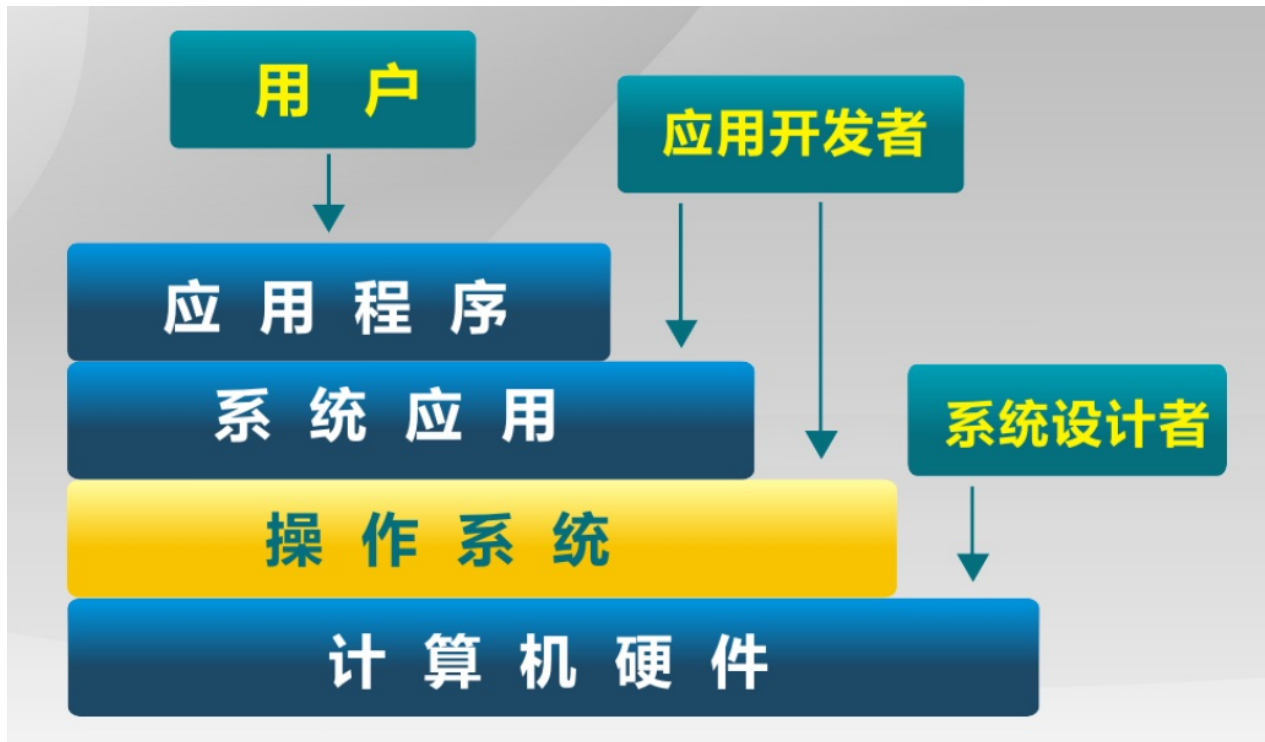 用 户
应用开发者
应 用 程 序
系 统 应 用
系统设计者
操 作 系 统
计 算 机 硬 件